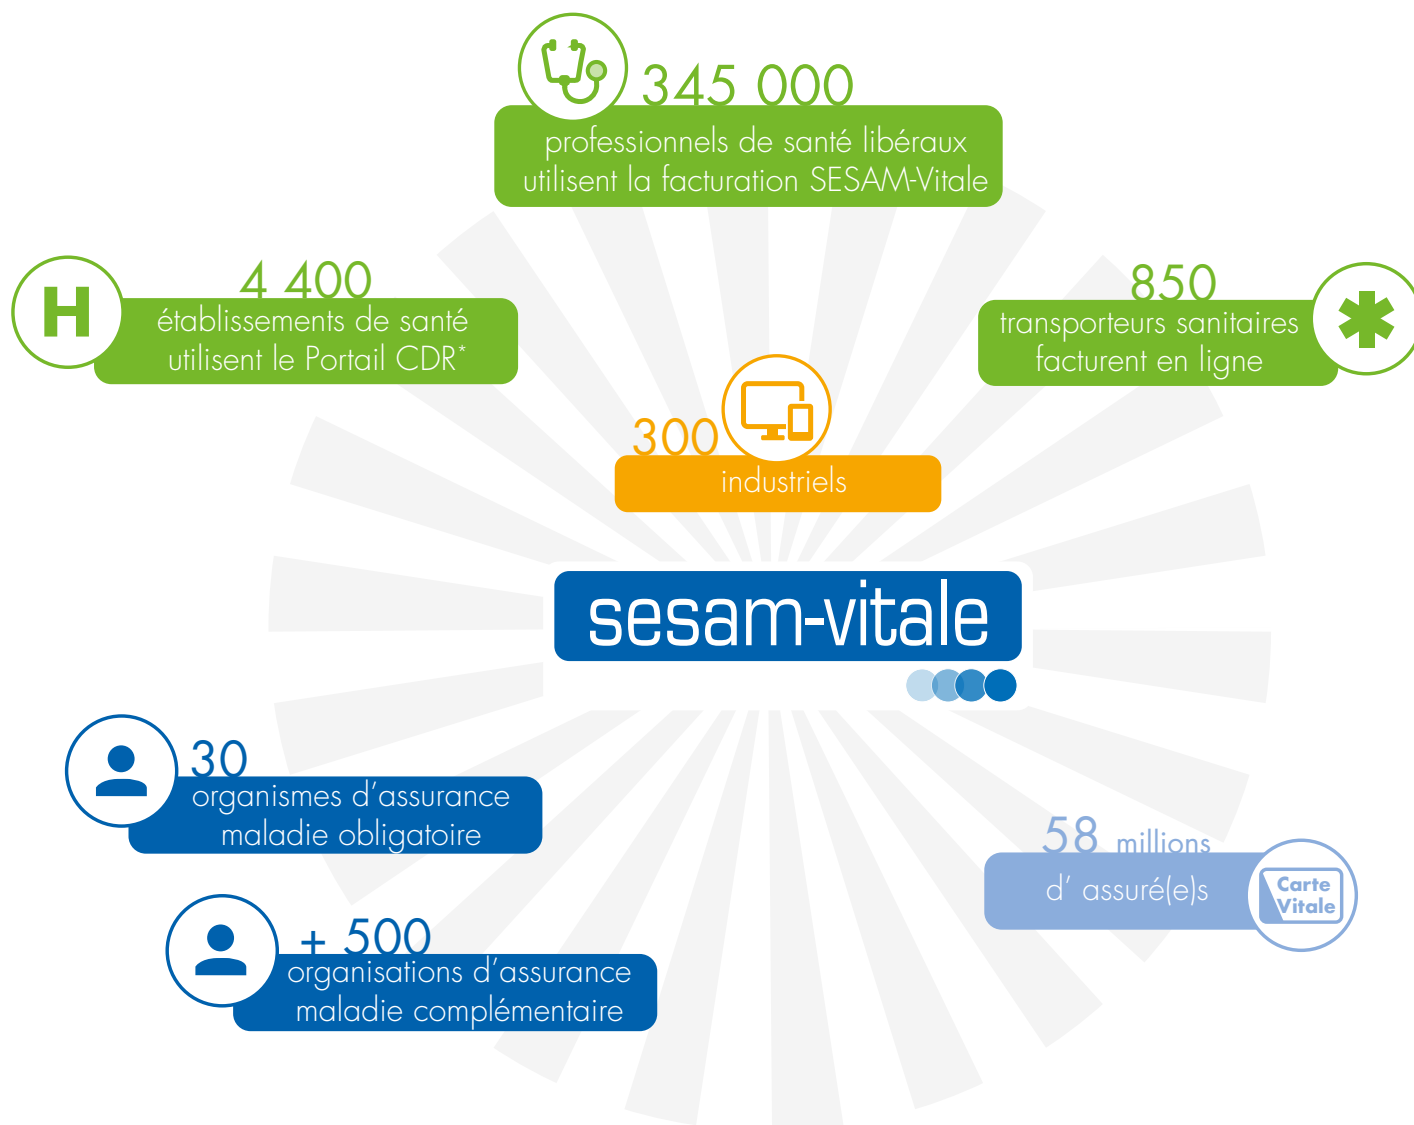 345 000
professionnels de santé libéraux
utilisent la facturation SESAM-Vitale
H
4 400
établissements de santé
utilisent le Portail CDR*
850
transporteurs sanitaires
facturent en ligne
300
industriels
sesam-vitale
30
organismes d’assurance
maladie obligatoire
58 millions
d’ assuré(e)s
Carte
Vitale
+ 500
organisations d’assurance
maladie complémentaire